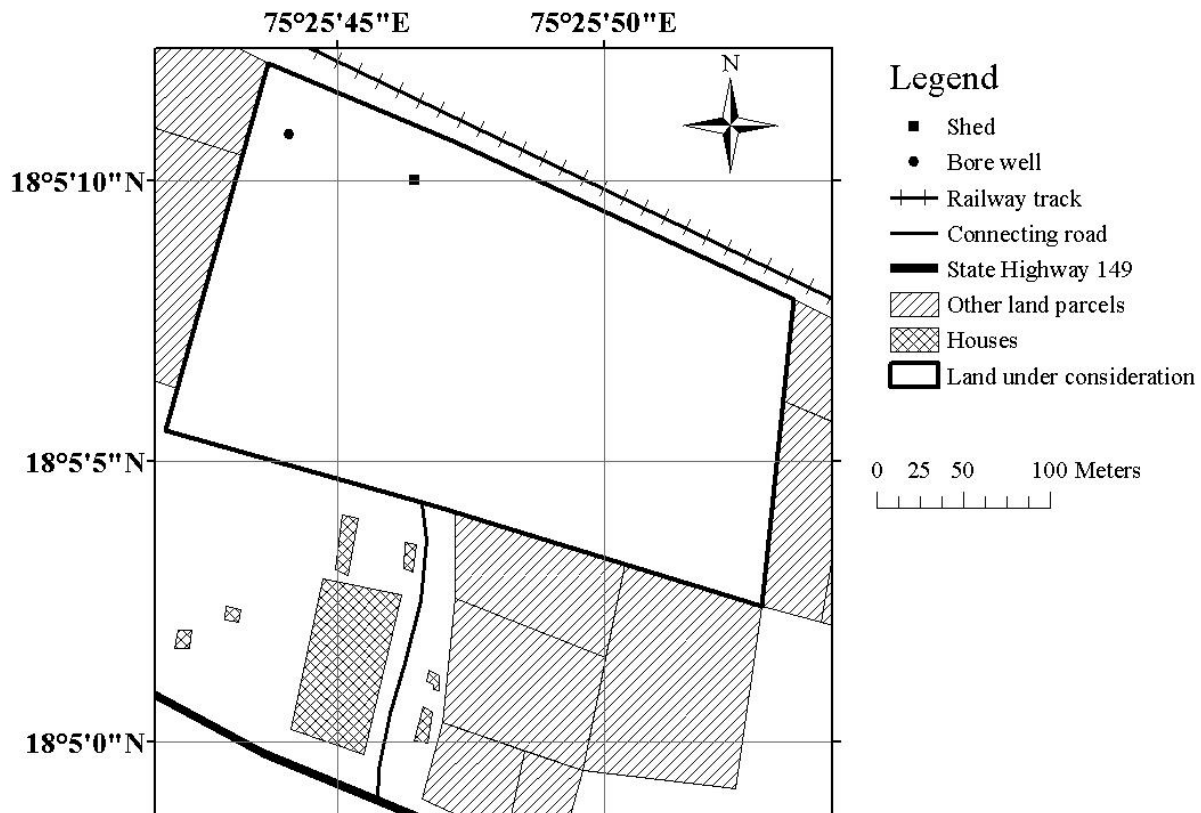 75°25'45"E 75°25'50"E
N
18°5'10"N
18°5'5"N
18°5'0"N
Legend
Shed
Bore well
Railway track
Connecting road
State Highway 149
Other land parcels
Houses
Land under consideration
0 25 50 100 Meters